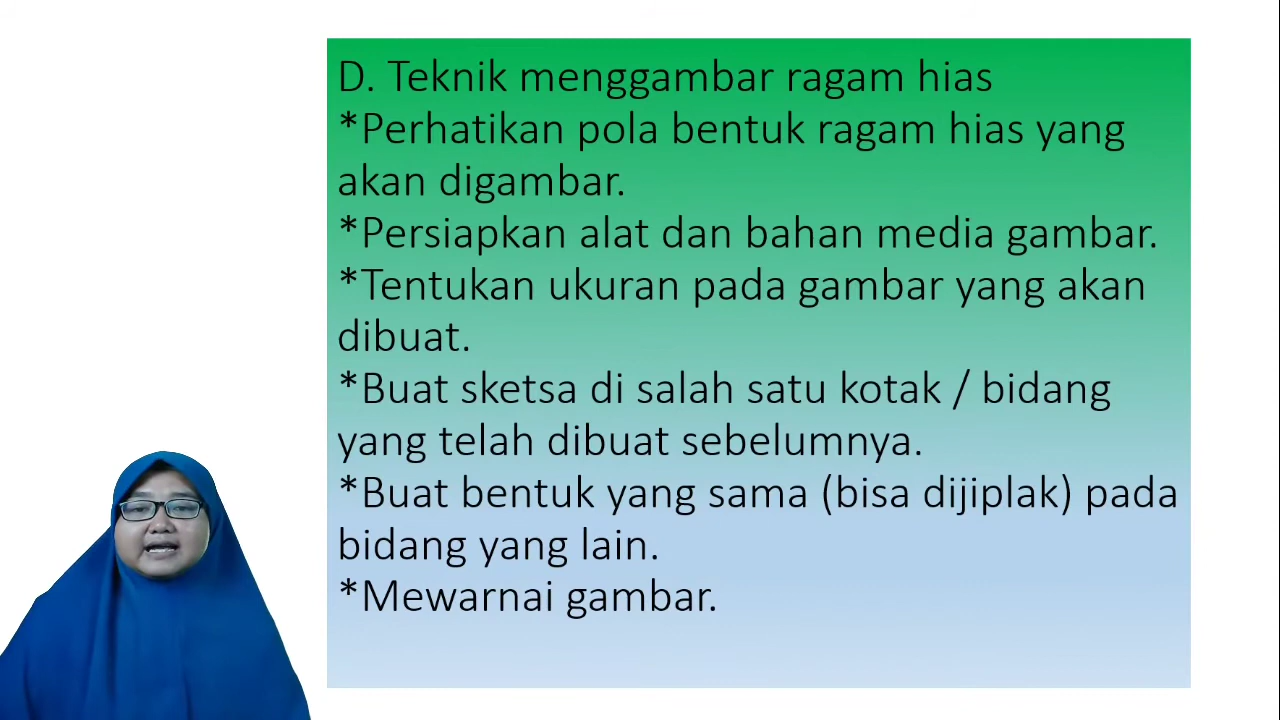 D. Teknik menggambar ragam hias
*Perhatikan pola bentuk ragam hias yang
akan digambar.
*Persiapkan alat dan bahan media gambar.
*Tentukan ukuran pada gambar yang akan
dibuat.
*Buat sketsa di salah satu kotak / bidang
yang telah dibuat sebelumnya.
*Buat bentuk yang sama (bisa dijiplak) pada
bidang yang lain.
*Mewarnai gambar.